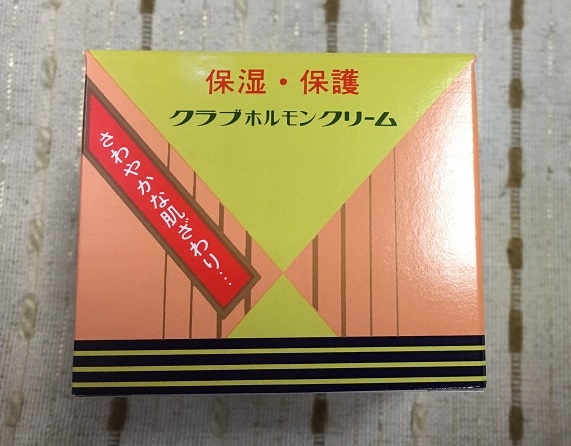 保湿・保護
クラブホルモンクリーム
さわやかな肌ざわり…